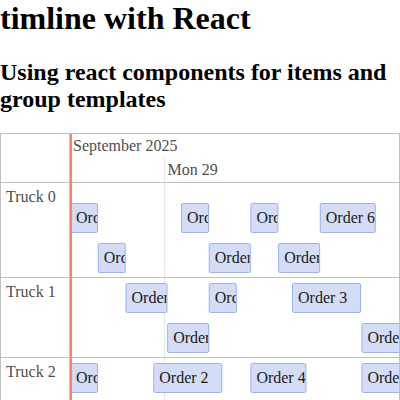 timline with React
Using react components for items and
group templates
September 2025
Mon 29
Truck 0
Ord Ord Ord Order 6
Ord Order Order
Truck 1
Order Ord Order 3
Order Orde
Truck 2
Ord Order 2 Order 4 Orde